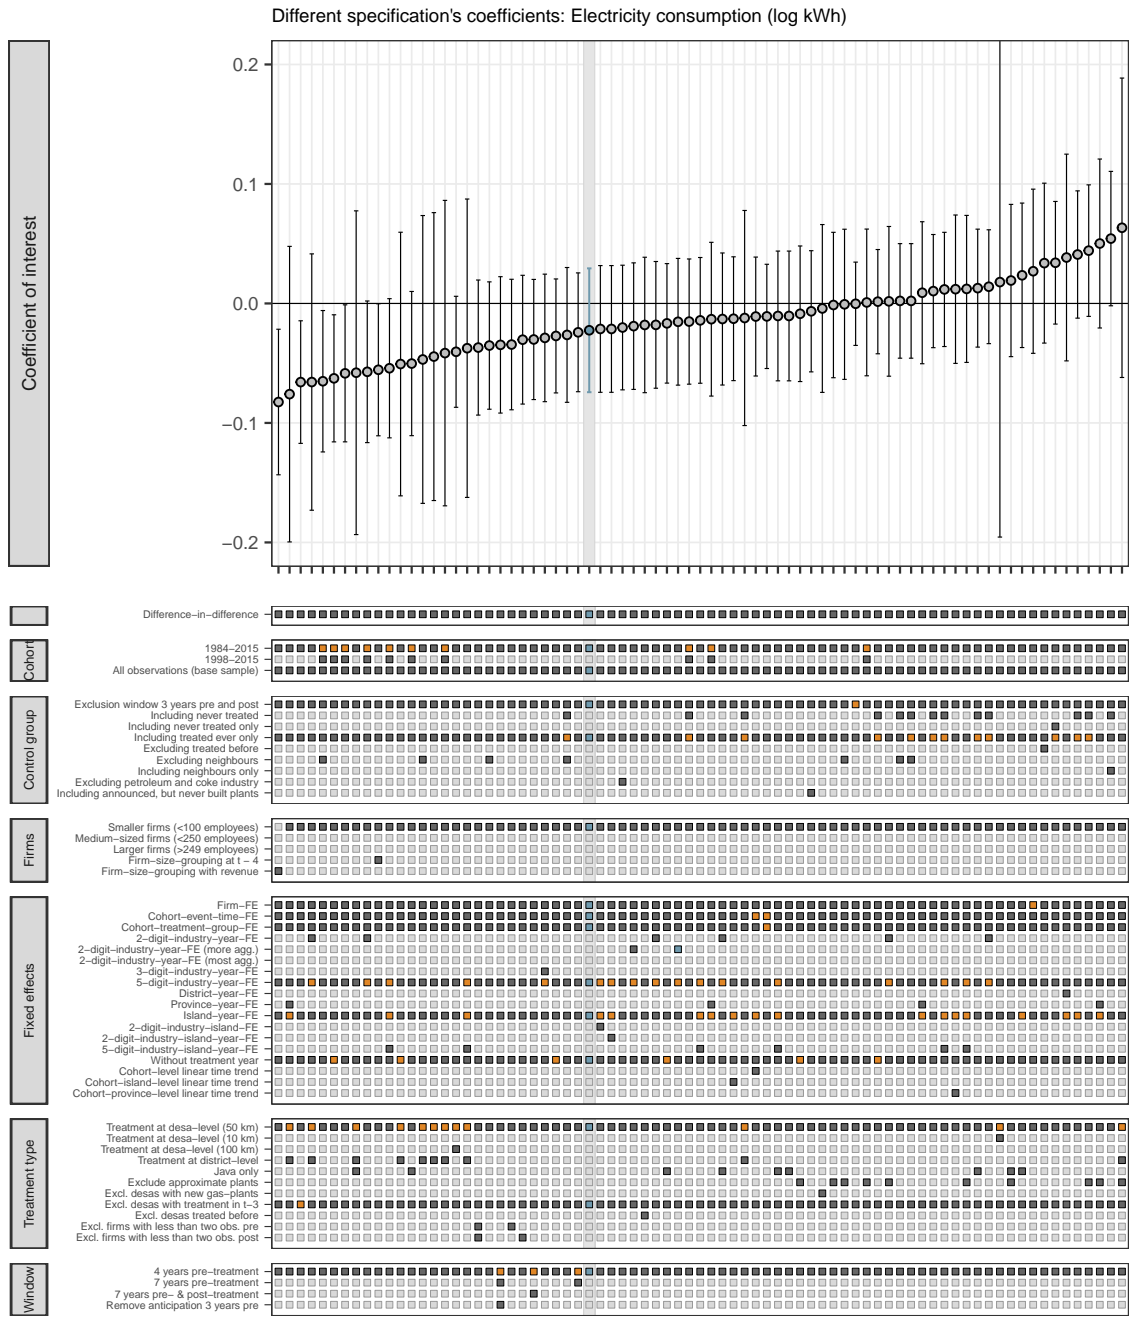 Different specification's coefficients: Electricity consumption (log kWh)
Coefficient of interest
0.2
0.1
0.0
−0.1
−0.2
Difference−in−difference
Cohort
1984−2015
1998−2015
All observations (base sample)
Control group
Exclusion window 3 years pre and post
Including never treated
Including never treated only
Including treated ever only
Excluding treated before
Excluding neighbours
Including neighbours only
Excluding petroleum and coke industry
Including announced, but never built plants
Firms
Smaller firms (<100 employees)
Medium−sized firms (<250 employees)
Larger firms (>249 employees)
Firm−size−grouping at t − 4
Firm−size−grouping with revenue
Fixed effects
Firm−FE
Cohort−event−time−FE
Cohort−treatment−group−FE
2−digit−industry−year−FE
2−digit−industry−year−FE (more agg.)
2−digit−industry−year−FE (most agg.)
3−digit−industry−year−FE
5−digit−industry−year−FE
District−year−FE
Province−year−FE
Island−year−FE
2−digit−industry−island−FE
2−digit−industry−island−year−FE
5−digit−industry−island−year−FE
Without treatment year
Cohort−level linear time trend
Cohort−island−level linear time trend
Cohort−province−level linear time trend
Treatment type
Treatment at desa−level (50 km)
Treatment at desa−level (10 km)
Treatment at desa−level (100 km)
Treatment at district−level
Java only
Exclude approximate plants
Excl. desas with new gas−plants
Excl. desas with treatment in t−3
Excl. desas treated before
Excl. firms with less than two obs. pre
Excl. firms with less than two obs. post
Window
4 years pre−treatment
7 years pre−treatment
7 years pre− & post−treatment
Remove anticipation 3 years pre